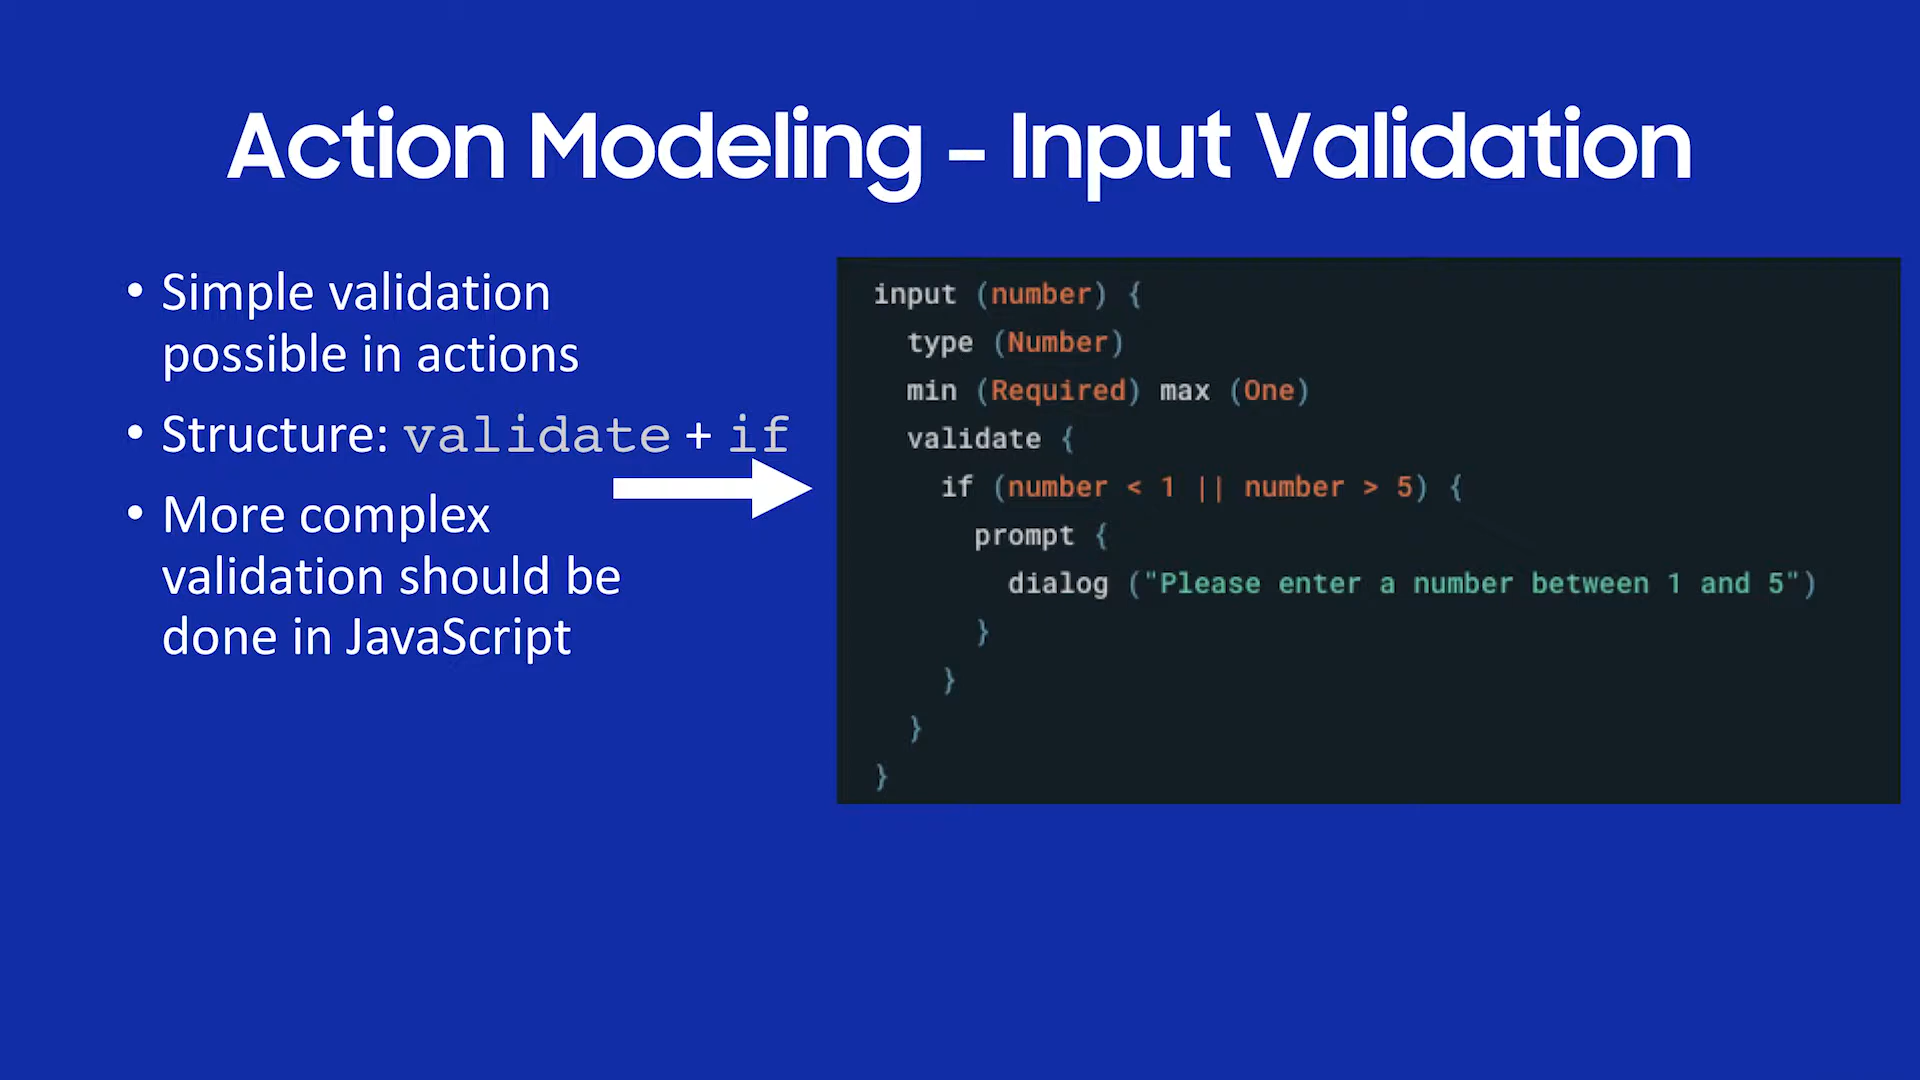 Action Modeling – Input Validation
• Simple validation
possible in actions
• Structure: validate + if
• More complex
validation should be
done in JavaScript
input (number) {
  type (Number)
  min (Required) max (One)
  validate {
    if (number < 1 || number > 5) {
      prompt {
        dialog ("Please enter a number between 1 and 5")
      }
    }
  }
}